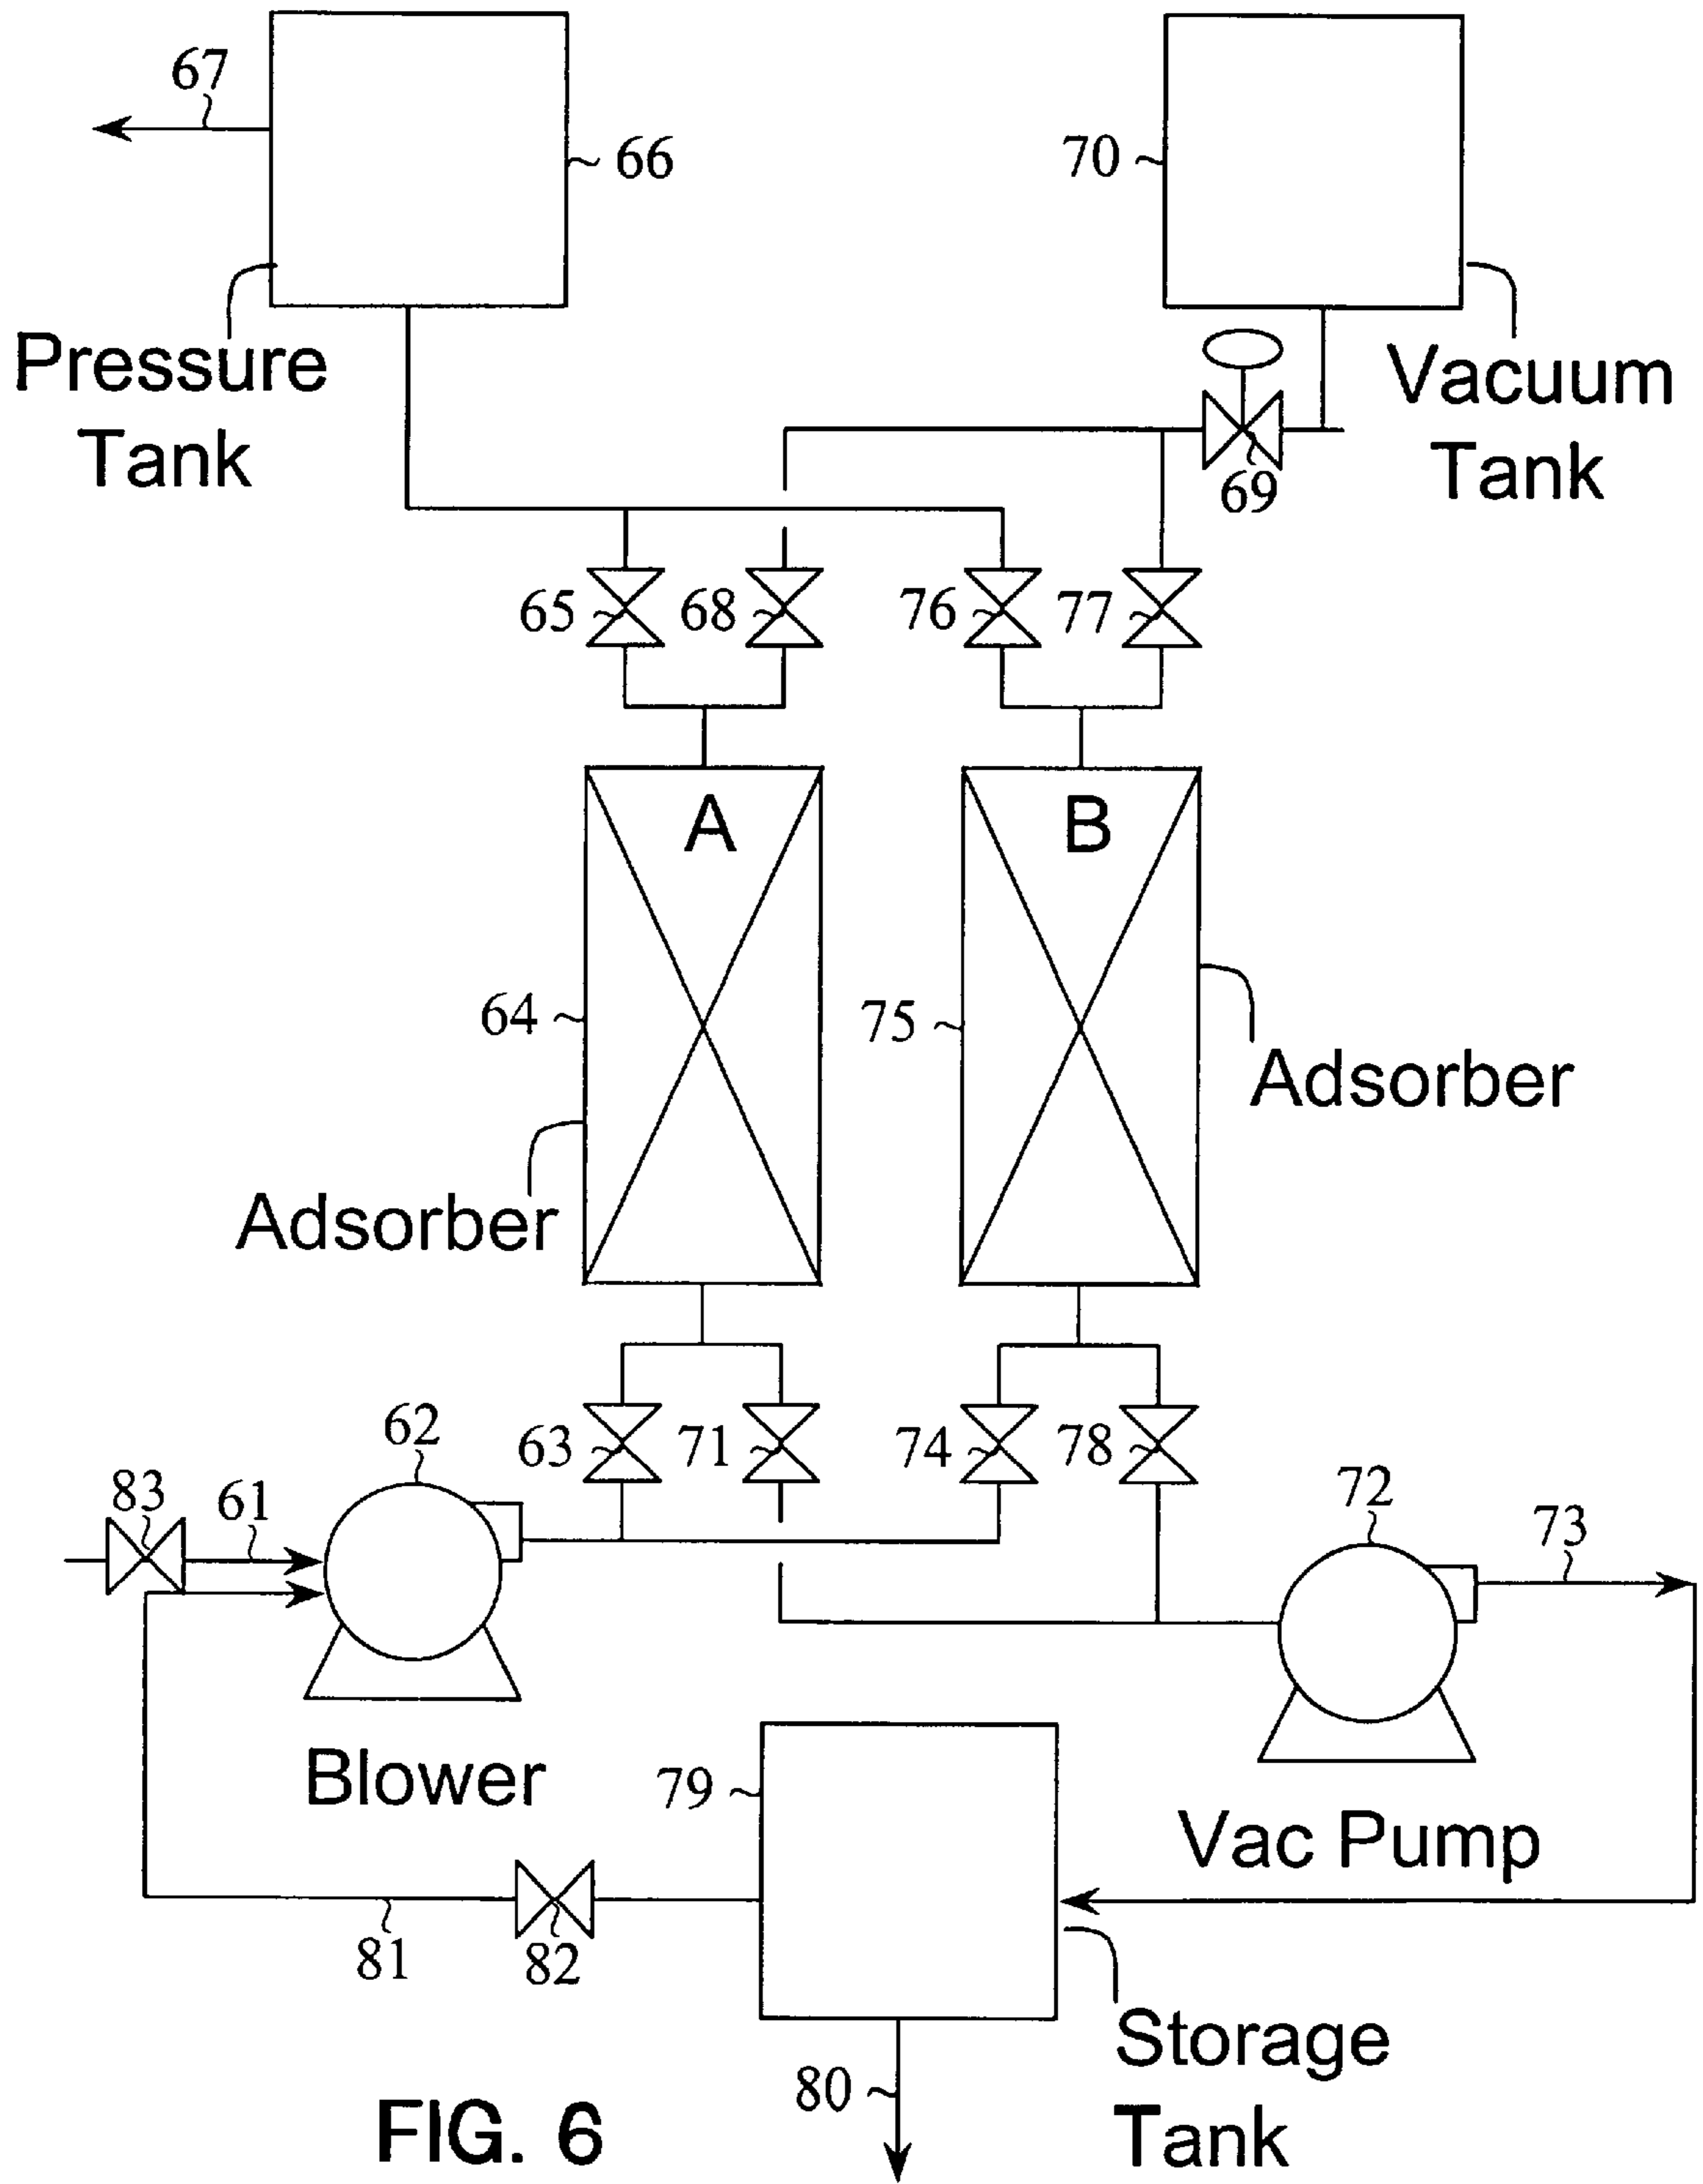 67
66
70
Pressure
Tank
Vacuum
Tank
69
65
68
76
77
A
B
64
75
Adsorber
Adsorber
62
63
71
74
78
72
83
61
73
Blower
79
Vac Pump
81
82
Storage
Tank
80
FIG. 6